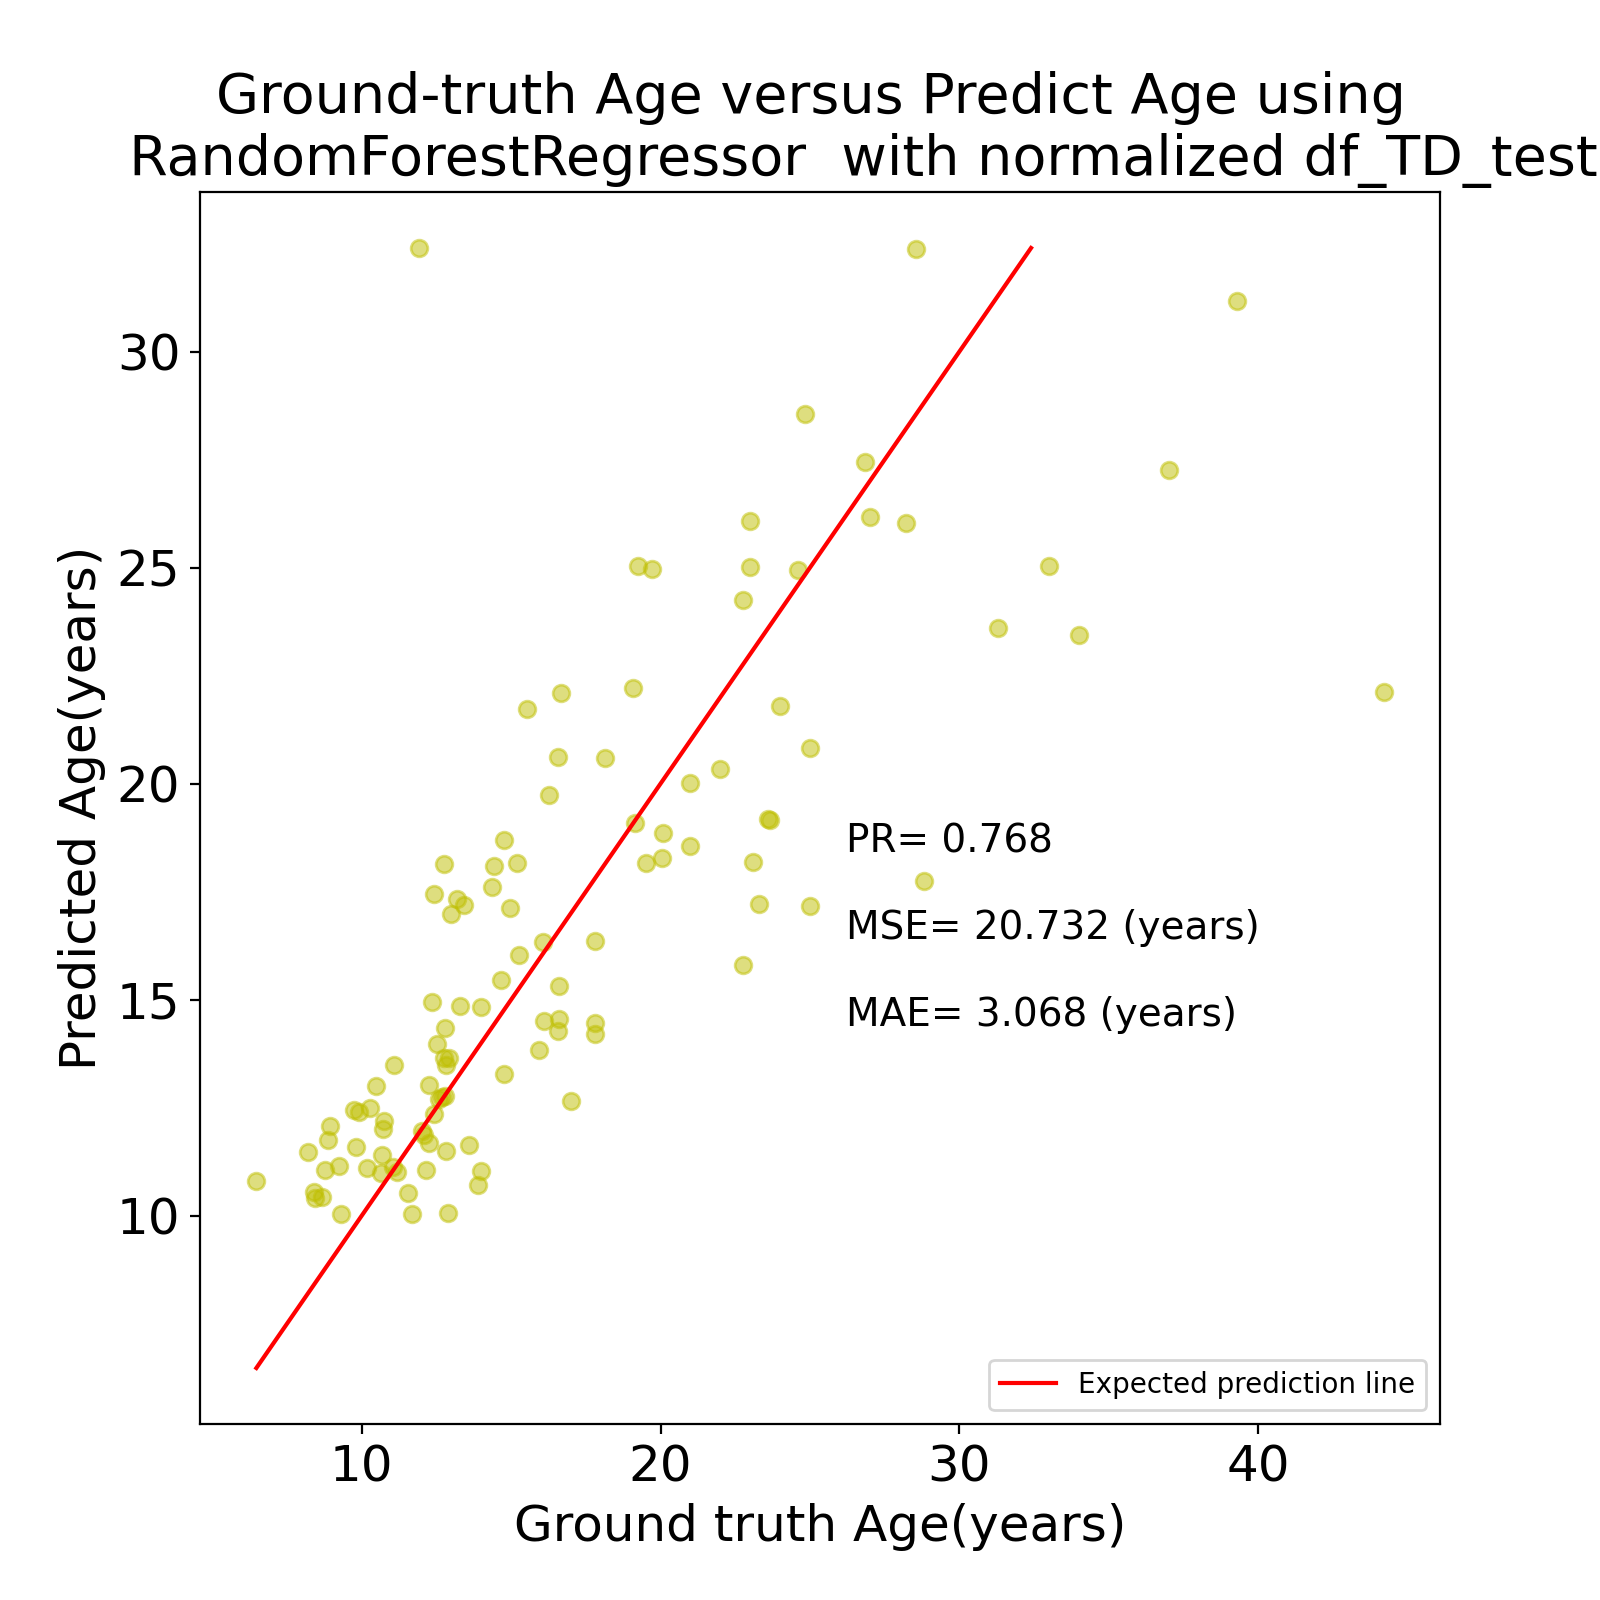 Ground-truth Age versus Predict Age using
RandomForestRegressor  with normalized df_TD_test
30
25
20
15
10
Predicted Age(years)
PR= 0.768
MSE= 20.732 (years)
MAE= 3.068 (years)
Expected prediction line
10 20 30 40
Ground truth Age(years)